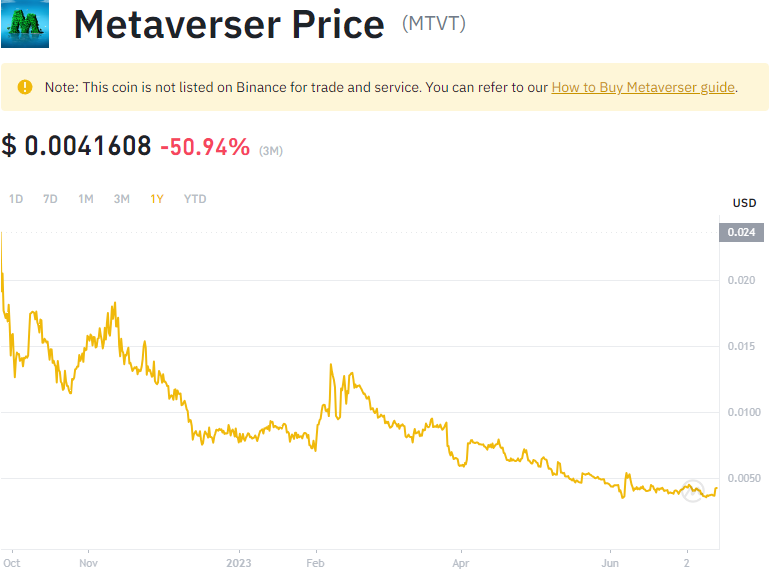 Metaverser Price (MTVT)
Note: This coin is not listed on Binance for trade and service. You can refer to our How to Buy Metaverser guide.
$ 0.0041608 -50.94% (3M)
1D 7D 1M 3M 1Y YTD
USD
0.024
0.020
0.015
0.0100
0.0050
Oct Nov 2023 Feb Apr Jun 2